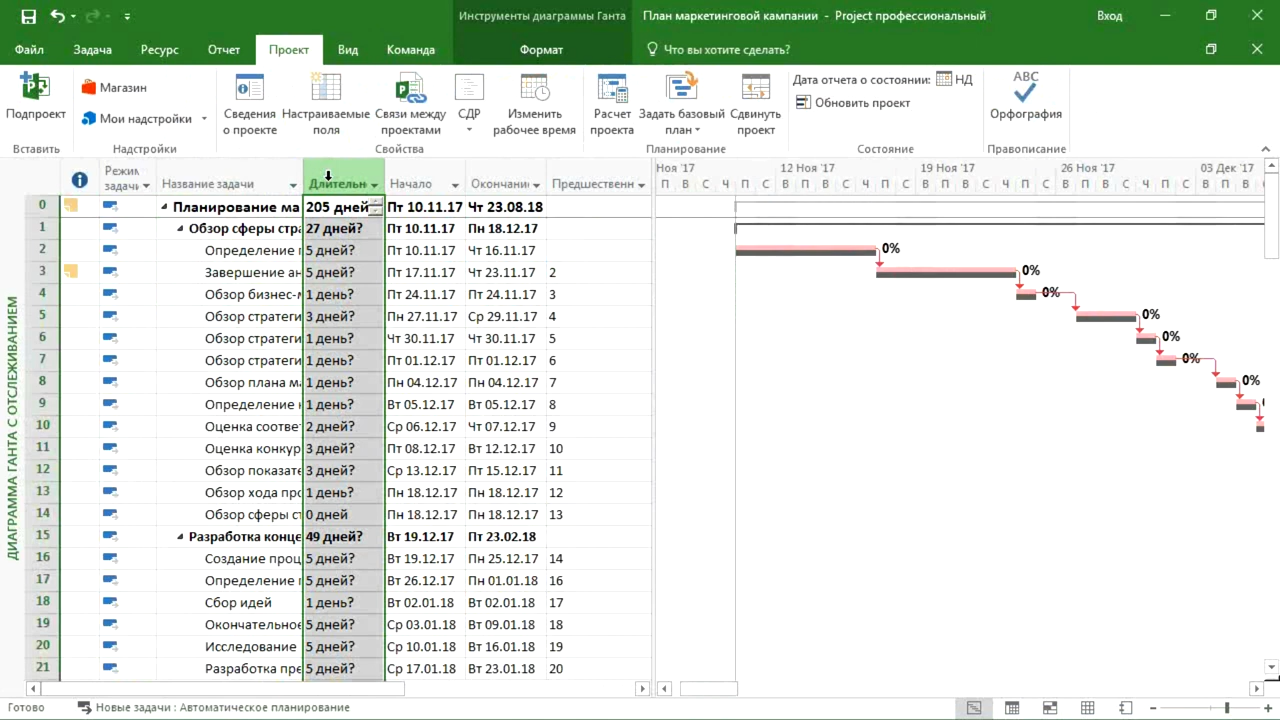 Инструменты диаграммы Ганта
План маркетинговой кампании - Project профессиональный
Вход
Файл Задача Ресурс Отчет Проект Вид Команда Формат Что вы хотите сделать?
Подпроект
Вставить
Магазин
Мои надстройки
Надстройки
Сведения о проекте
Настраиваемые поля
Связи между проектами
СДР
Изменить рабочее время
Свойства
Расчет проекта
Задать базовый план
Сдвинуть проект
Планирование
Дата отчета о состоянии: НД
Обновить проект
Состояние
ABC
Орфография
Правописание
Режим задачи Название задачи Длительн Начало Окончани Предшественн
Ноя '17 12 Ноя '17 19 Ноя '17 26 Ноя '17 03 Дек '17
П В С Ч П С В П В С Ч П С В П В С Ч П С В П В С Ч П С В П В С
0 Планирование ма 205 дней Пт 10.11.17 Чт 23.08.18
1 Обзор сферы стра 27 дней? Пт 10.11.17 Пн 18.12.17
2 Определение 5 дней? Пт 10.11.17 Чт 16.11.17 0%
3 Завершение ан 5 дней? Пт 17.11.17 Чт 23.11.17 2 0%
4 Обзор бизнес-м 1 день? Пт 24.11.17 Пт 24.11.17 3 0%
5 Обзор стратеги 3 дней? Пн 27.11.17 Ср 29.11.17 4 0%
6 Обзор стратеги 1 день? Чт 30.11.17 Чт 30.11.17 5 0%
7 Обзор стратеги 1 день? Пт 01.12.17 Пт 01.12.17 6 0%
8 Обзор плана ма 1 день? Пн 04.12.17 Пн 04.12.17 7 0%
9 Определение 1 день? Вт 05.12.17 Вт 05.12.17 8
10 Оценка соответ 2 дней? Ср 06.12.17 Чт 07.12.17 9
11 Оценка конкур 3 дней? Пт 08.12.17 Вт 12.12.17 10
12 Обзор показате 3 дней? Ср 13.12.17 Пт 15.12.17 11
13 Обзор хода про 1 день? Пн 18.12.17 Пн 18.12.17 12
14 Обзор сферы ст 0 дней Пн 18.12.17 Пн 18.12.17 13
15 Разработка конце 49 дней? Вт 19.12.17 Пт 23.02.18
16 Создание проц 5 дней? Вт 19.12.17 Пн 25.12.17 14
17 Определение 5 дней? Вт 26.12.17 Пн 01.01.18 16
18 Сбор идей 1 день? Вт 02.01.18 Вт 02.01.18 17
19 Окончательное 5 дней? Ср 03.01.18 Вт 09.01.18 18
20 Исследование 5 дней? Ср 10.01.18 Вт 16.01.18 19
21 Разработка пре 5 дней? Ср 17.01.18 Вт 23.01.18 20
ДИАГРАММА ГАНТА С ОТСЛЕЖИВАНИЕМ
Готово Новые задачи : Автоматическое планирование